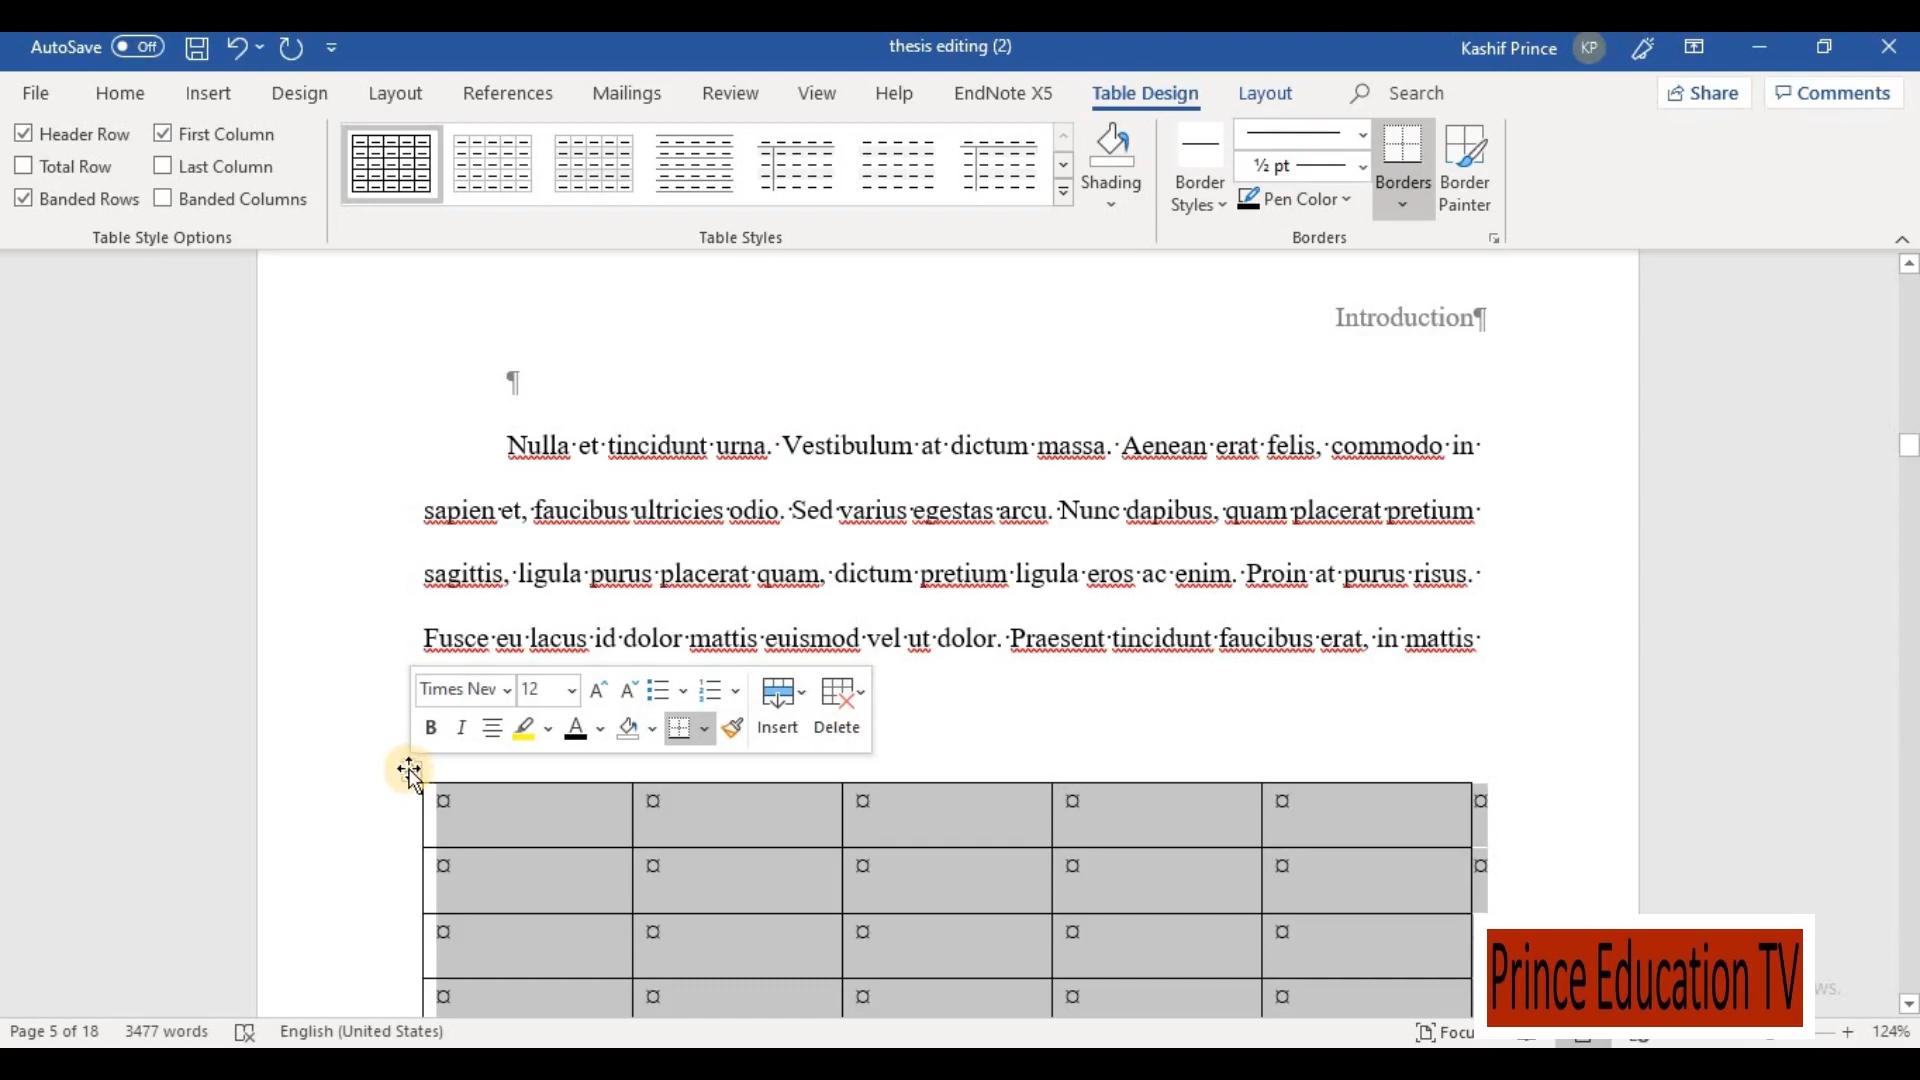 AutoSave Off thesis editing (2) Kashif Prince KP
File Home Insert Design Layout References Mailings Review View Help EndNote X5 Table Design Layout Search Share Comments
Header Row First Column
Total Row Last Column
Banded Rows Banded Columns
Table Style Options
Table Styles
Shading
Border Styles
½ pt
Pen Color
Borders
Border Painter
Borders
Introduction¶
¶
Nulla·et·tincidunt·urna.·Vestibulum·at·dictum·massa.·Aenean·erat·felis,·commodo·in·
sapien·et,·faucibus·ultricies·odio.·Sed·varius·egestas·arcu.·Nunc·dapibus,·quam·placerat·pretium·
sagittis,·ligula·purus·placerat·quam,·dictum·pretium·ligula·eros·ac·enim.·Proin·at·purus·risus.·
Fusce·eu·lacus·id·dolor·mattis·euismod·vel·ut·dolor.·Praesent·tincidunt·faucibus·erat,·in·mattis·
Times Nev 12
B I A Insert Delete
¤ ¤ ¤ ¤ ¤ ¤
¤ ¤ ¤ ¤ ¤ ¤
¤ ¤ ¤ ¤ ¤
¤ ¤ ¤ ¤ ¤
Prince Education TV
Page 5 of 18 3477 words English (United States) Focu 124%